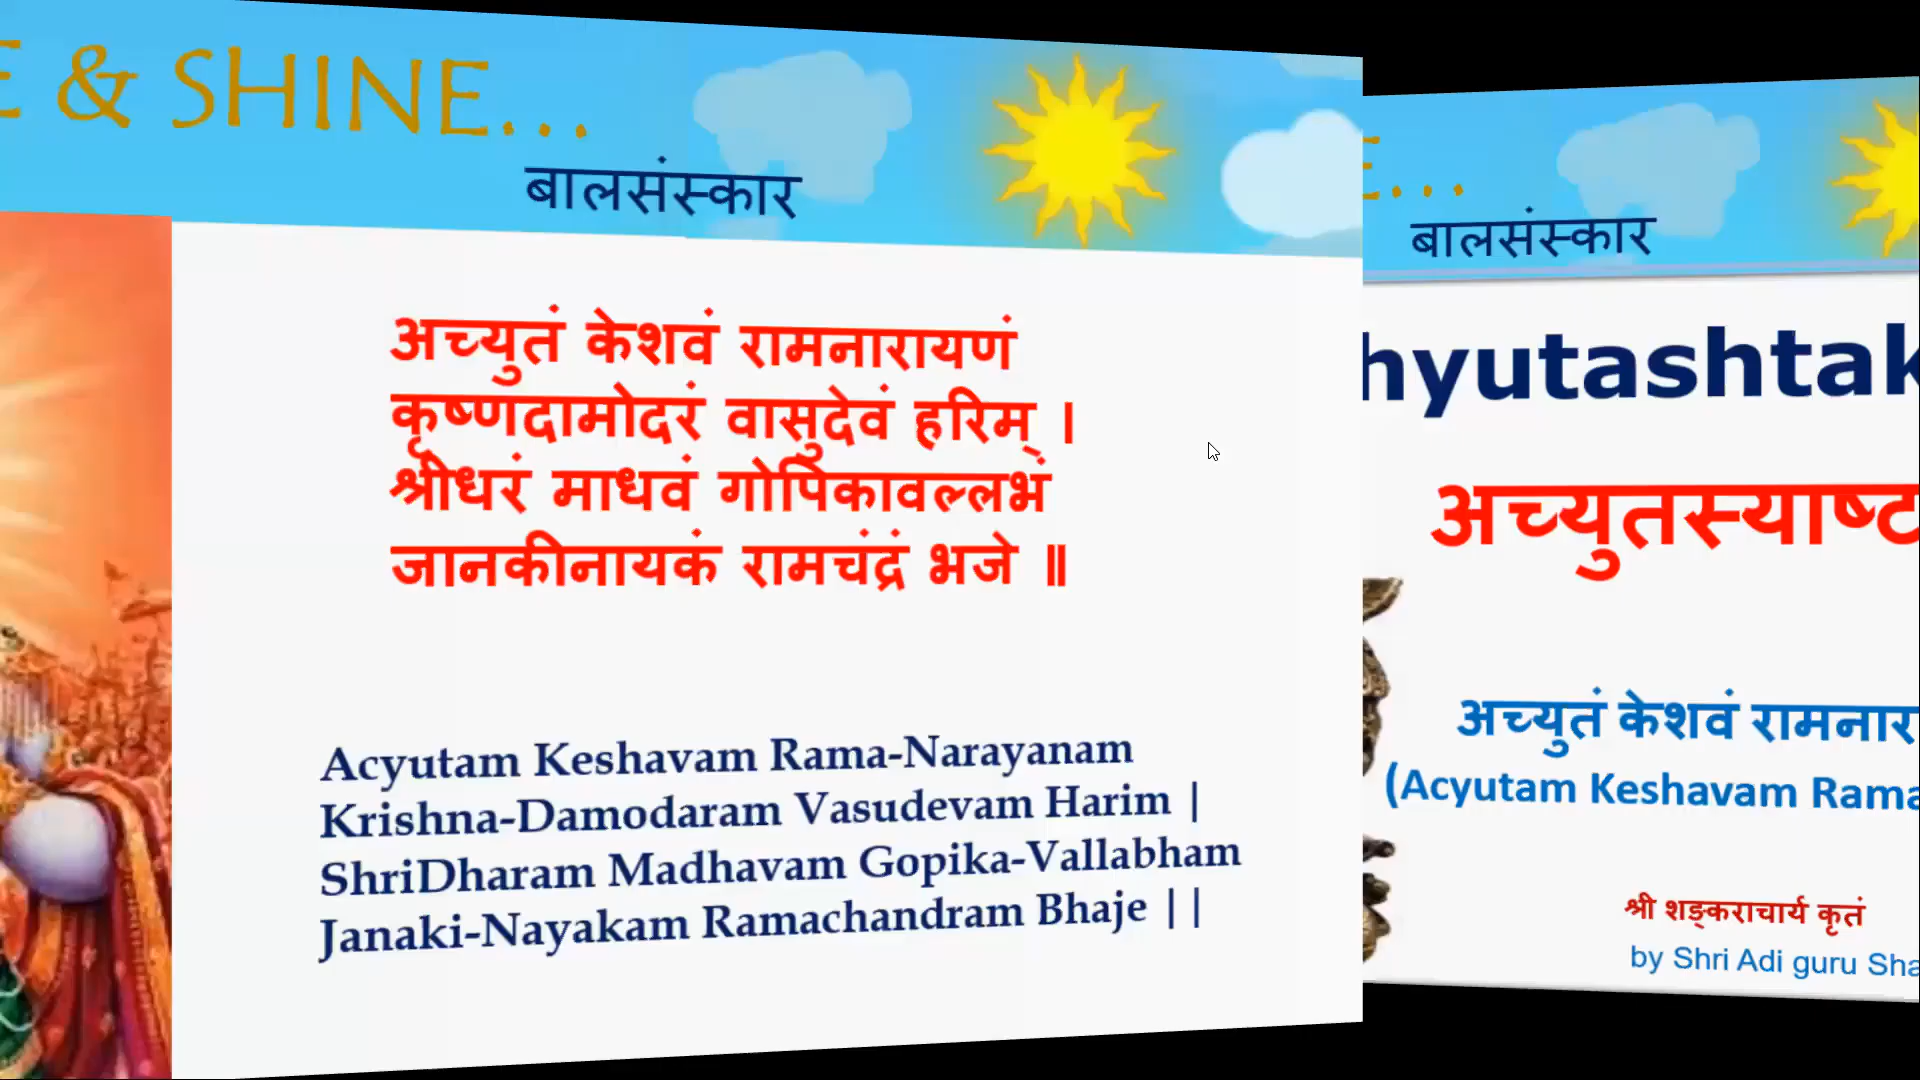 & SHINE...
बालसंस्कार
अच्युतं केशवं रामनारायणं
कृष्णदामोदरं वासुदेवं हरिम् ।
श्रीधरं माधवं गोपिकावल्लभं
जानकीनायकं रामचंद्रं भजे ॥
Acyutam Keshavam Rama-Narayanam
Krishna-Damodaram Vasudevam Harim |
ShriDharam Madhavam Gopika-Vallabham
Janaki-Nayakam Ramachandram Bhaje ||
E...
बालसंस्कार
hyutashtak
अच्युतस्याष्ट
अच्युतं केशवं रामनार
(Acyutam Keshavam Rama
श्री शङ्कराचार्य कृतं
by Shri Adi guru Sha